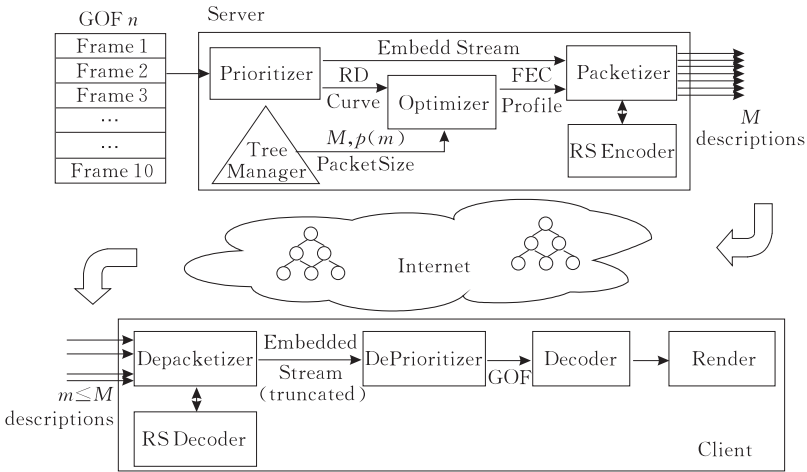 GOF n
Server
Frame 1
Frame 2
Frame 3
...
...
Frame 10
Prioritizer
Embedd Stream
RD
Curve
Optimizer
FEC
Profile
Packetizer
Tree
Manager
M, p(m)
PacketSize
RS Encoder
M
descriptions
Internet
m≤M
descriptions
Depacketizer
Embedded
Stream
(truncated)
DePrioritizer
GOF
Decoder
Render
RS Decoder
Client